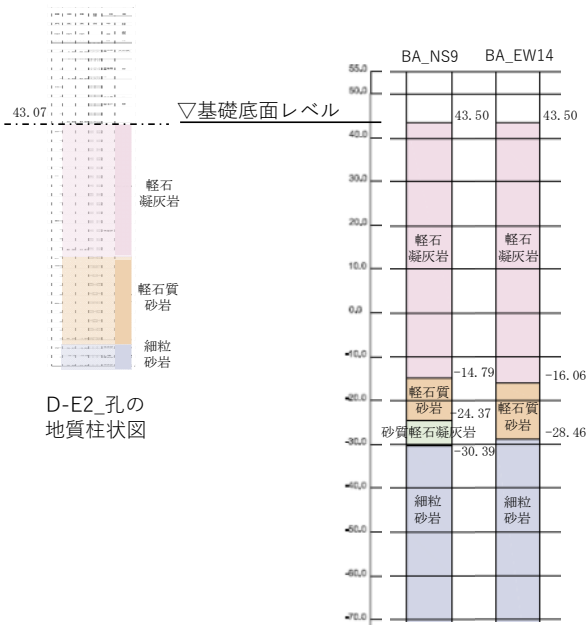 43.07
軽石
凝灰岩
軽石質
砂岩
細粒
砂岩
D-E2_孔の
地質柱状図
▽基礎底面レベル
BA_NS9 BA_EW14
55.0
50.0
43.50 43.50
40.0
30.0
20.0
軽石 軽石
凝灰岩 凝灰岩
10.0
0.0
-10.0
-14.79 -16.06
-20.0
軽石質
砂岩
-24.37
軽石質
砂岩
砂質軽石凝灰岩
-28.46
-30.0
-30.39
-40.0
細粒 細粒
砂岩 砂岩
-50.0
-60.0
-70.0